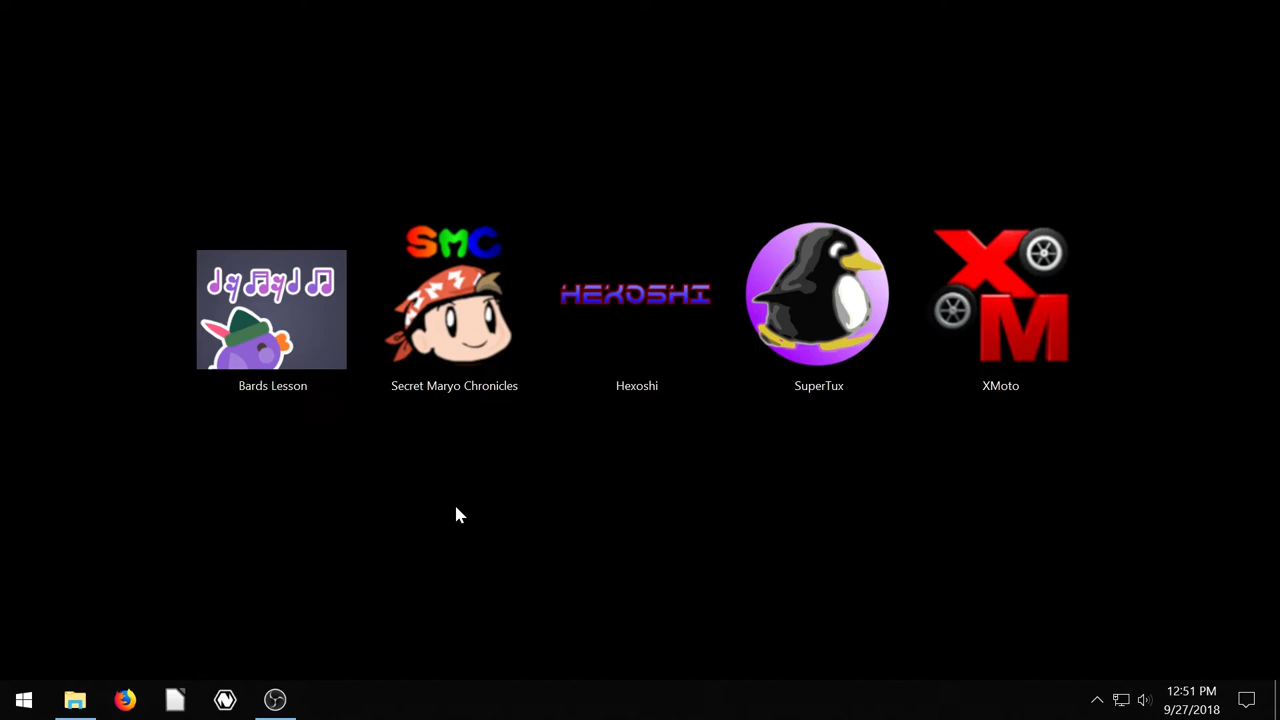 SMC
HEXOSHI
XM
Bards Lesson
Secret Maryo Chronicles
Hexoshi
SuperTux
XMoto
12:51 PM
9/27/2018